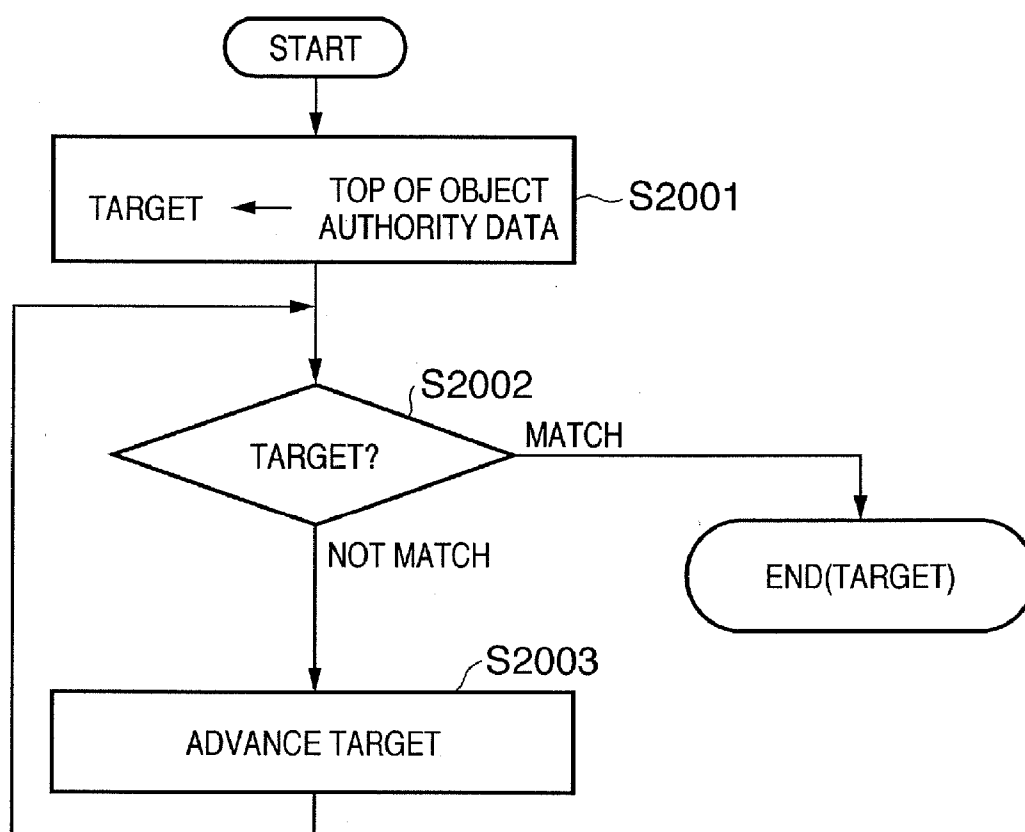 START
TARGET
TOP OF OBJECT
AUTHORITY DATA
S2001
S2002
TARGET?
MATCH
NOT MATCH
END(TARGET)
S2003
ADVANCE TARGET